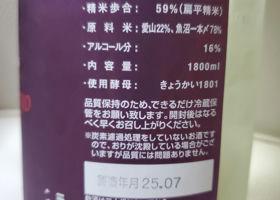 ・精米歩合： 59%(扁平精米)
・原料米： 愛山22%、魚沼一本〆78%
・アルコール分： 16%
・内容量： 1800ml
・使用酵母： きょうかい1801
品質保持のため、できるだけ冷蔵保
管をお願い致します。開封後はなる
べく早くお召し上がりください。
※炭素濾過処理をしていないお酒です
ので、おりが沈殿している場合がござ
いますが品質には問題ありません。
製造年月 25.07